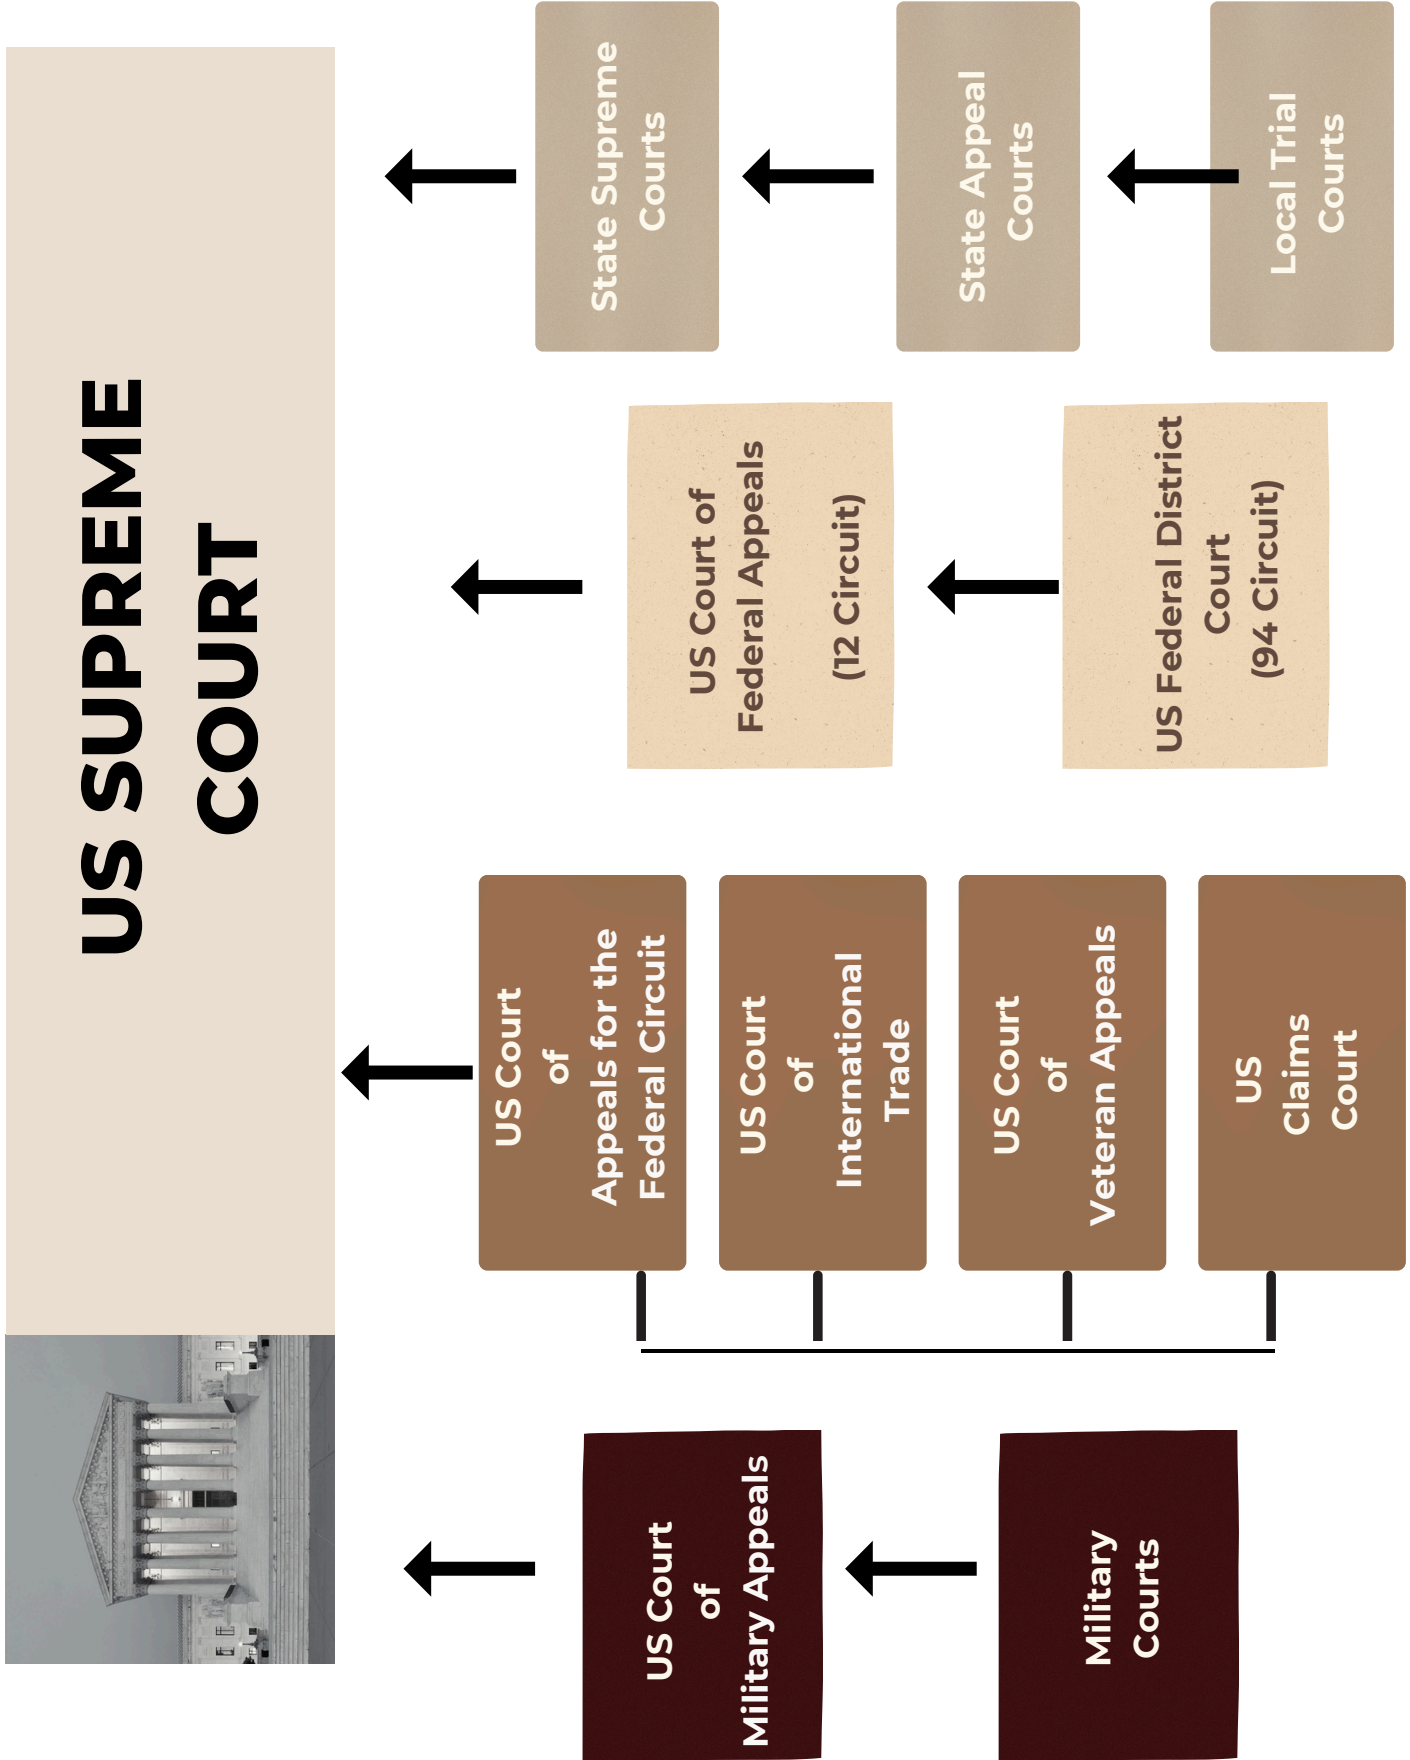 US SUPREME
COURT
US Court
of
Military Appeals
Military
Courts
US Court
of
Appeals for the
Federal Circuit
US Court
of
International
Trade
US Court
of
Veteran Appeals
US
Claims
Court
US Court of
Federal Appeals
(12 Circuit)
US Federal District
Court
(94 Circuit)
State Supreme
Courts
State Appeal
Courts
Local Trial
Courts